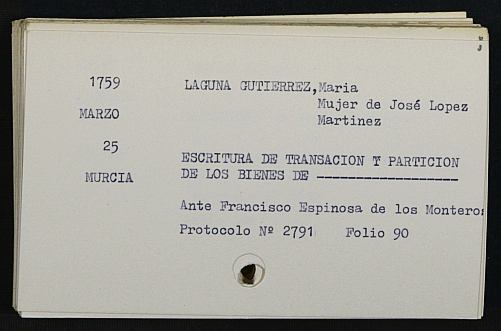 1759
MARZO
25
MURCIA
LAGUNA GUTIERREZ, Maria
Mujer de José Lopez
Martinez
ESCRITURA DE TRANSACION Y PARTICION
DE LOS BIENES DE ------------------
Ante Francisco Espinosa de los Monteros
Protocolo Nº 2791 Folio 90